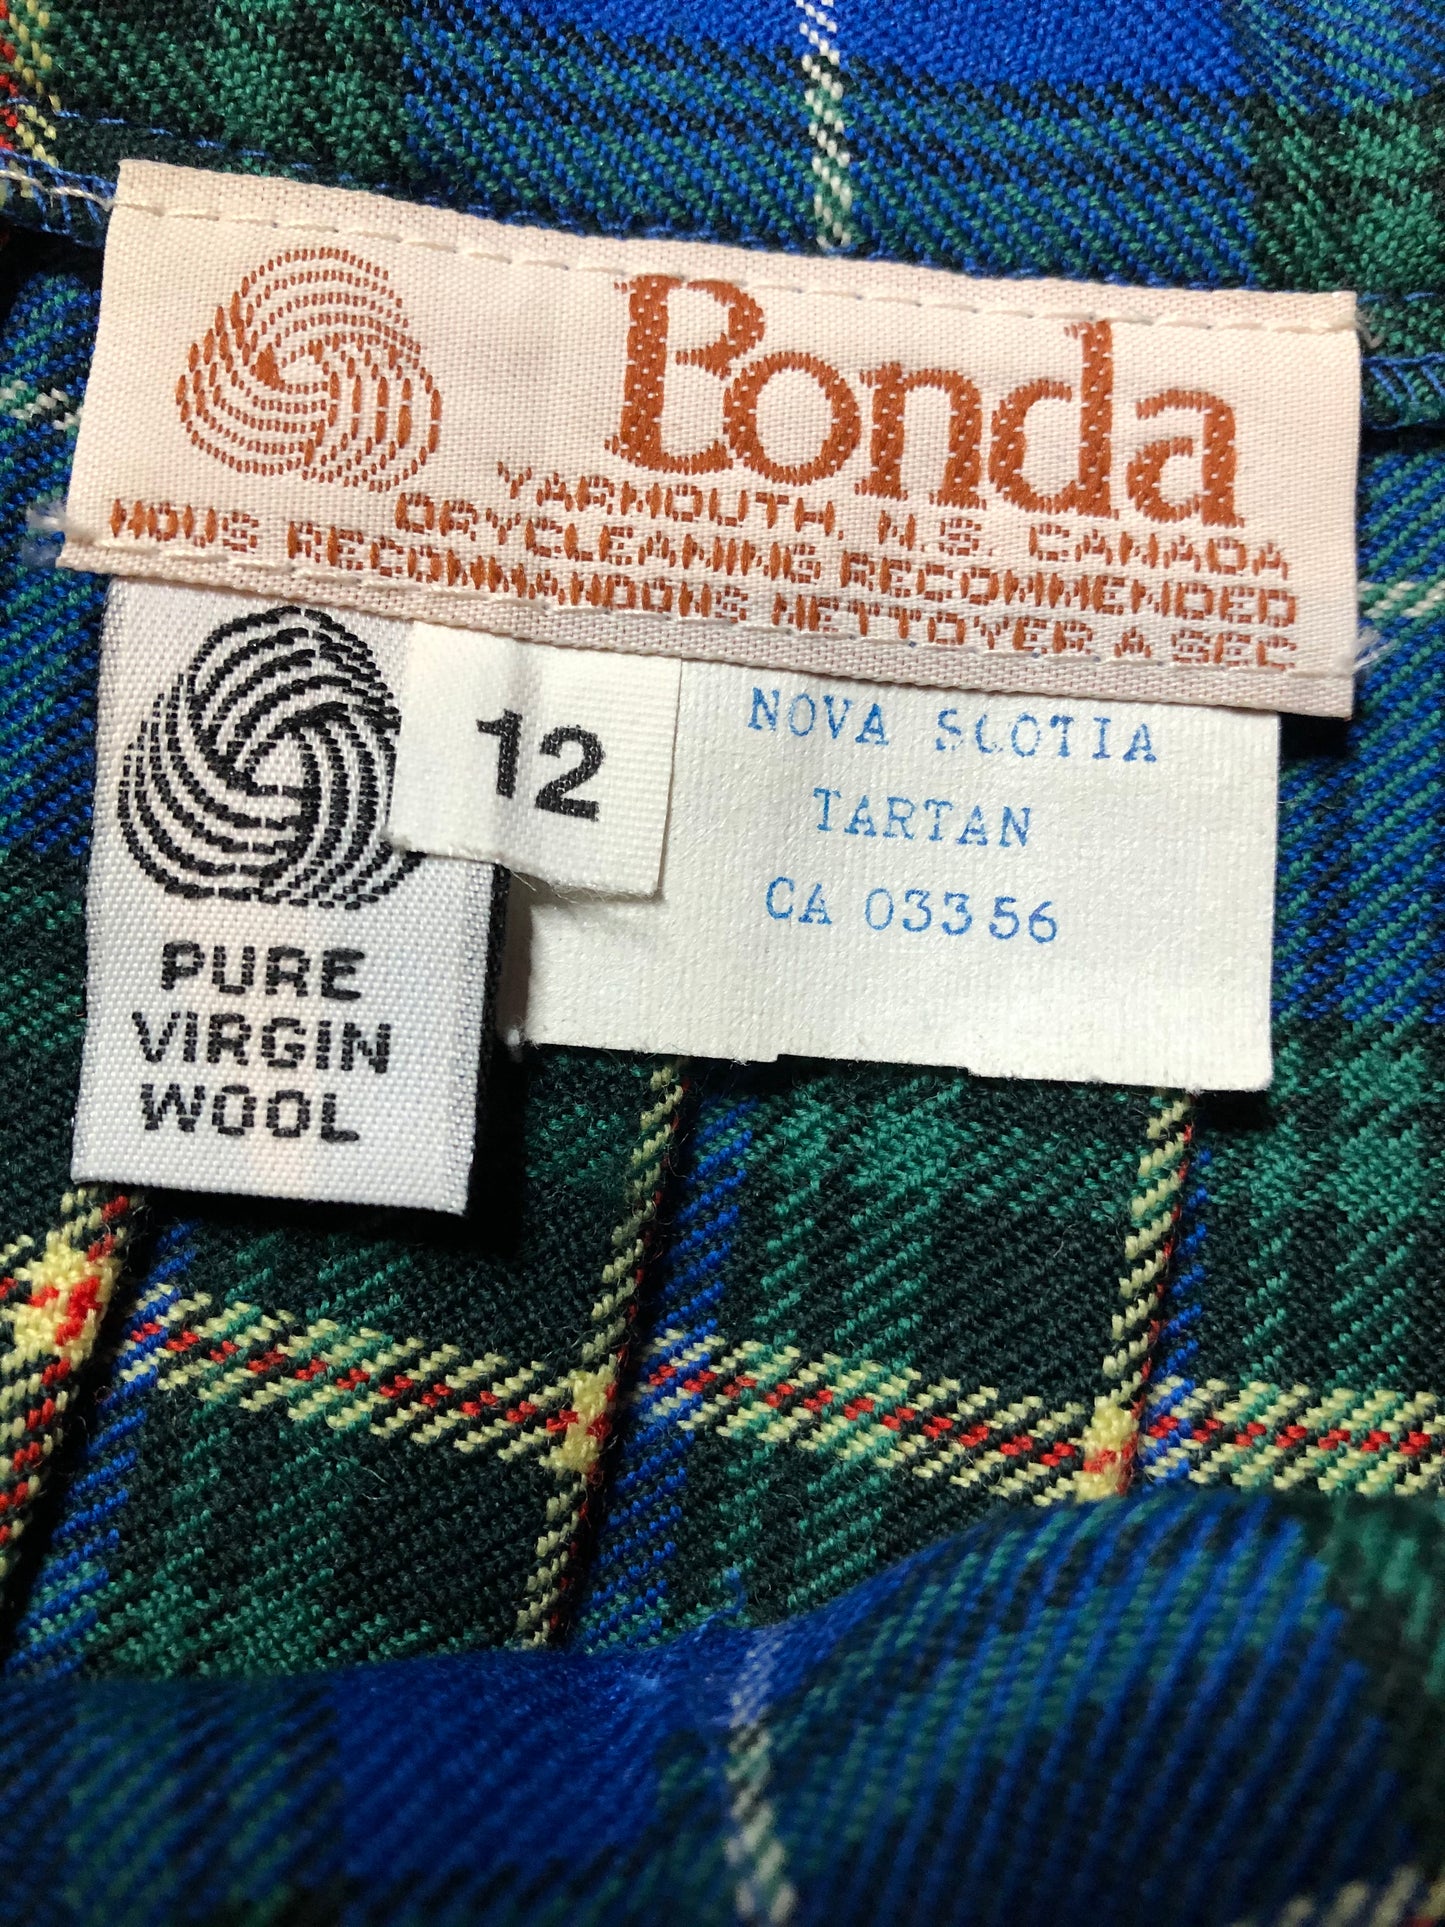 Bonda
YARMOUTH, N.S. CANADA
DRYCLEANING RECOMMENDED
NOUS RECOMMANDONS NETTOYER A SEC
PURE
VIRGIN
WOOL
12
NOVA SCOTIA
TARTAN
CA 03356